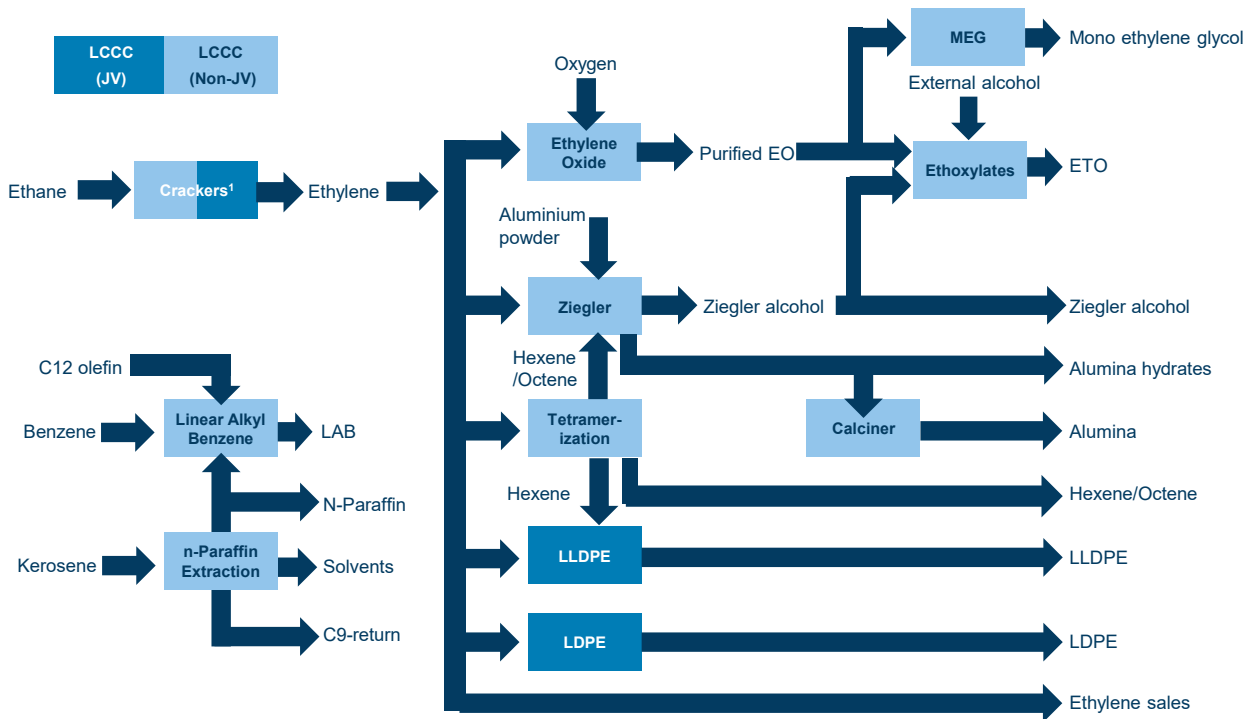 LCCC
(JV)
LCCC
(Non-JV)
MEG
Mono ethylene glycol
Oxygen
External alcohol
Ethylene
Oxide
Purified EO
Ethoxylates
ETO
Ethane
Crackers¹
Ethylene
Aluminium
powder
Ziegler
Ziegler alcohol
Ziegler alcohol
Hexene
/Octene
C12 olefin
Alumina hydrates
Benzene
Linear Alkyl
Benzene
LAB
Tetramer-
ization
Calciner
Alumina
Hexene
Hexene/Octene
N-Paraffin
Kerosene
n-Paraffin
Extraction
Solvents
LLDPE
LLDPE
C9-return
LDPE
LDPE
Ethylene sales